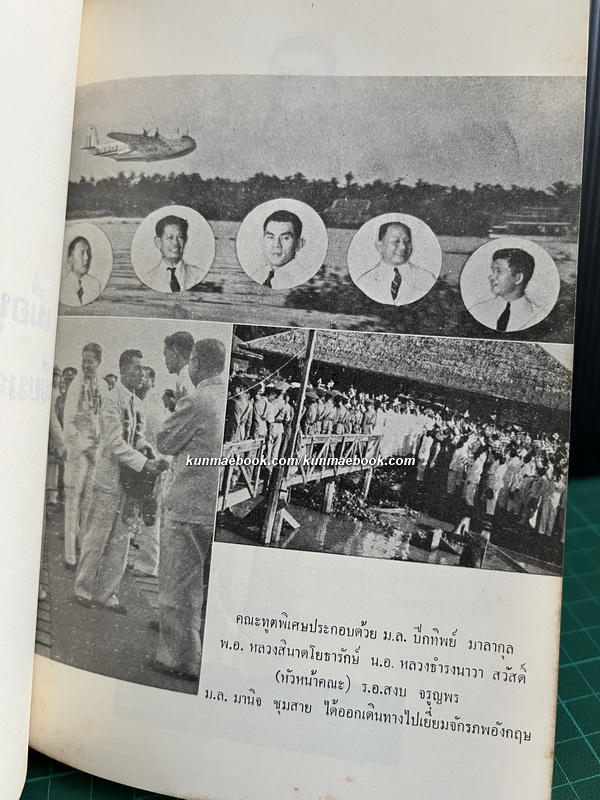 kunmaebook.com/kunmaebook.com
คณะทูตพิเศษประกอบด้วย ม.ล. ปีกทิพย์ มาลากุล
พ.อ. หลวงสินาดโยธารักษ์ น.อ. หลวงธำรงนาวา สวัสดิ์
(หัวหน้าคณะ) ร.อ.สงบ จรูญพร
ม.ล. มานิจ ชุมสาย ได้ออกเดินทางไปเยี่ยมจักรภพอังกฤษ